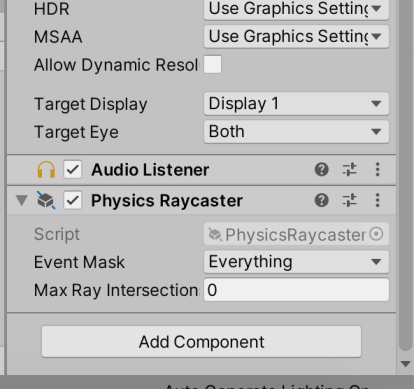 HDR Use Graphics Setting
MSAA Use Graphics Setting
Allow Dynamic Resol
Target Display Display 1
Target Eye Both
Audio Listener
Physics Raycaster
Script PhysicsRaycaster
Event Mask Everything
Max Ray Intersection 0
Add Component
Auto Generate Lighting On